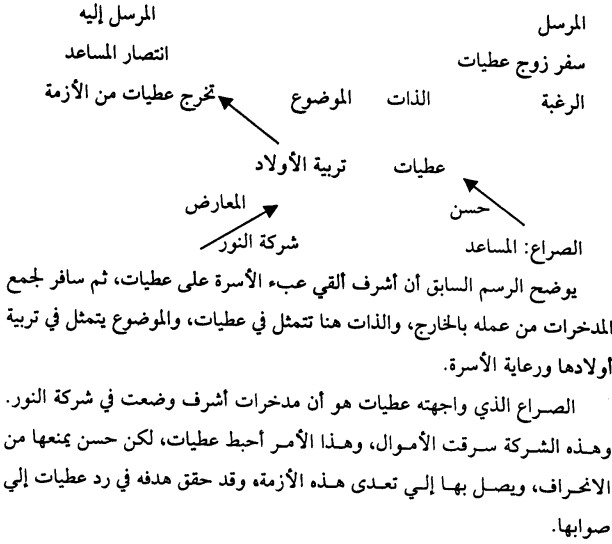 المرسل المرسل إليه
سفر زوج عطيات انتصار المساعد
الرغبة الذات الموضوع تخرج عطيات من الأزمة
عطيات تربية الأولاد
حسن المعارض
الصراع: المساعد شركة النور
يوضح الرسم السابق أن أشرف ألقي عبء الأسرة على عطيات، ثم سافر لجمع
المدخرات من عمله بالخارج، والذات هنا تتمثل في عطيات، والموضوع يتمثل في تربية
أولادها ورعاية الأسرة.
الصراع الذي واجهته عطيات هو أن مدخرات أشرف وضعت في شركة النور.
وهذه الشركة سرقت الأموال، وهذا الأمر أحبط عطيات، لكن حسن يمنعها من
الانحراف، ويصل بها إلي تعدى هذه الأزمة، وقد حقق هدفه في رد عطيات إلي
صوابها.